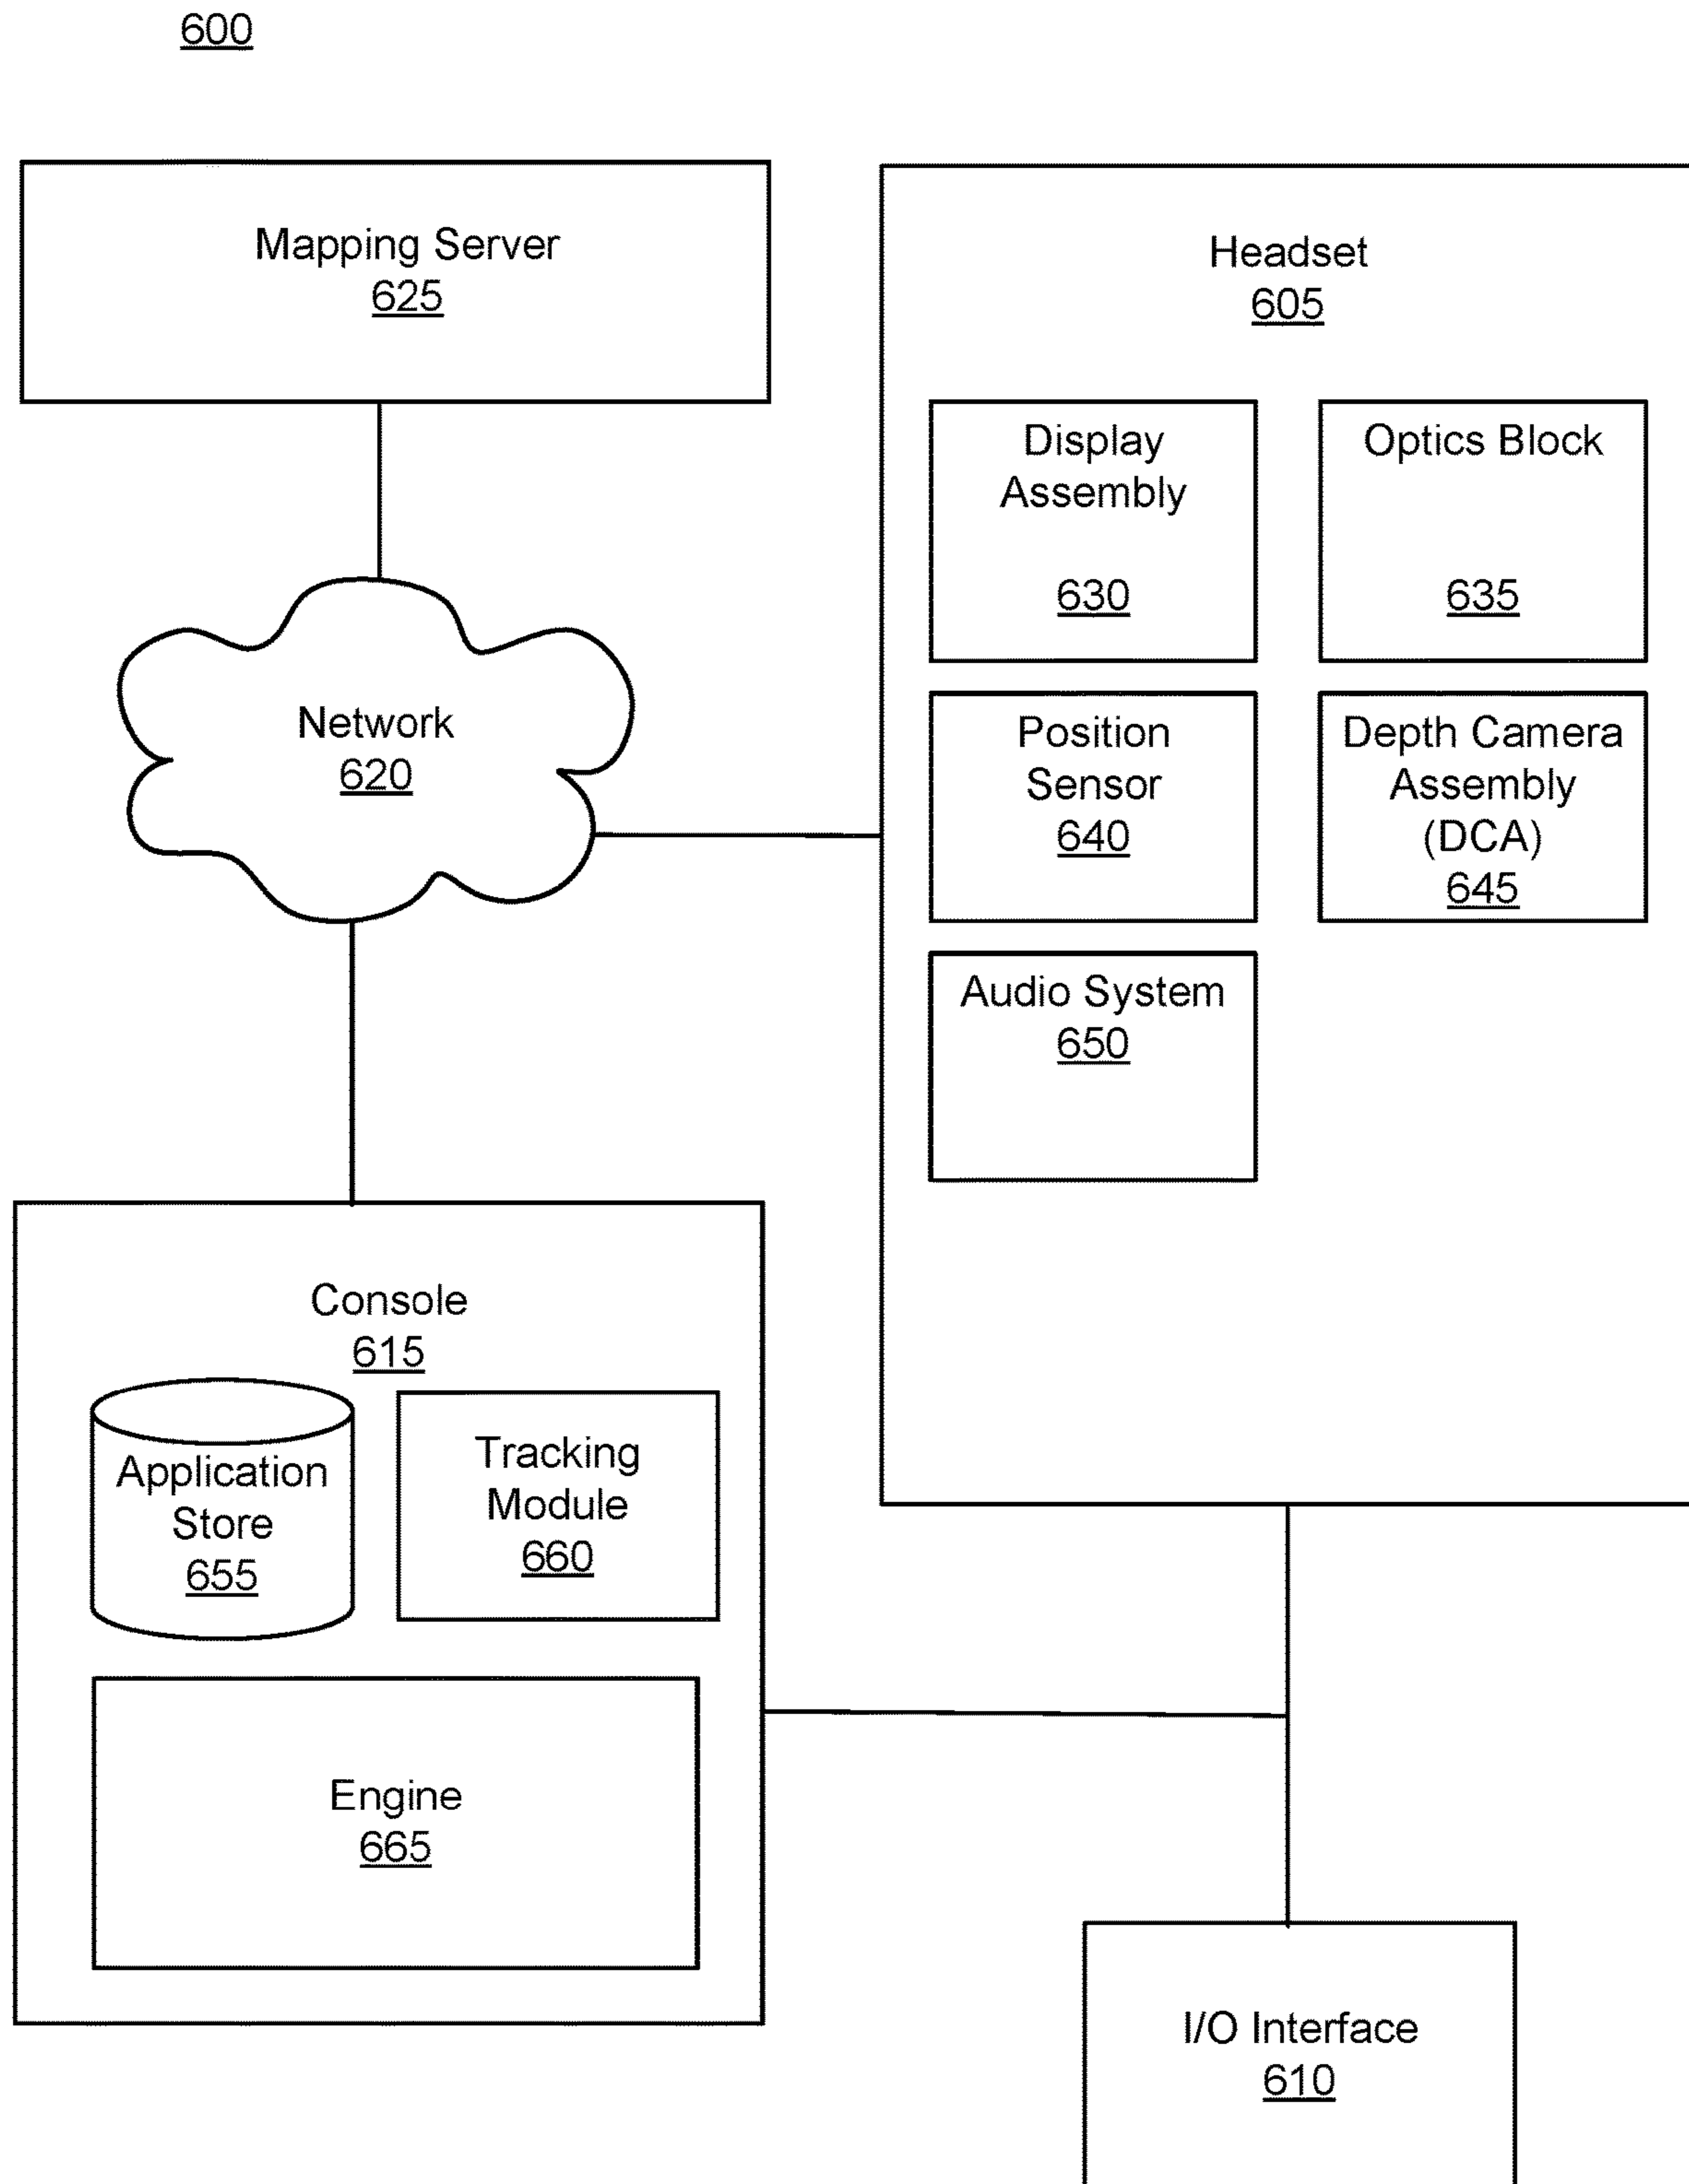 600
Mapping Server
625
Headset
605
Display
Assembly
630
Optics Block
635
Network
620
Position
Sensor
640
Depth Camera
Assembly
(DCA)
645
Audio System
650
Console
615
Application
Store
655
Tracking
Module
660
Engine
665
I/O Interface
610